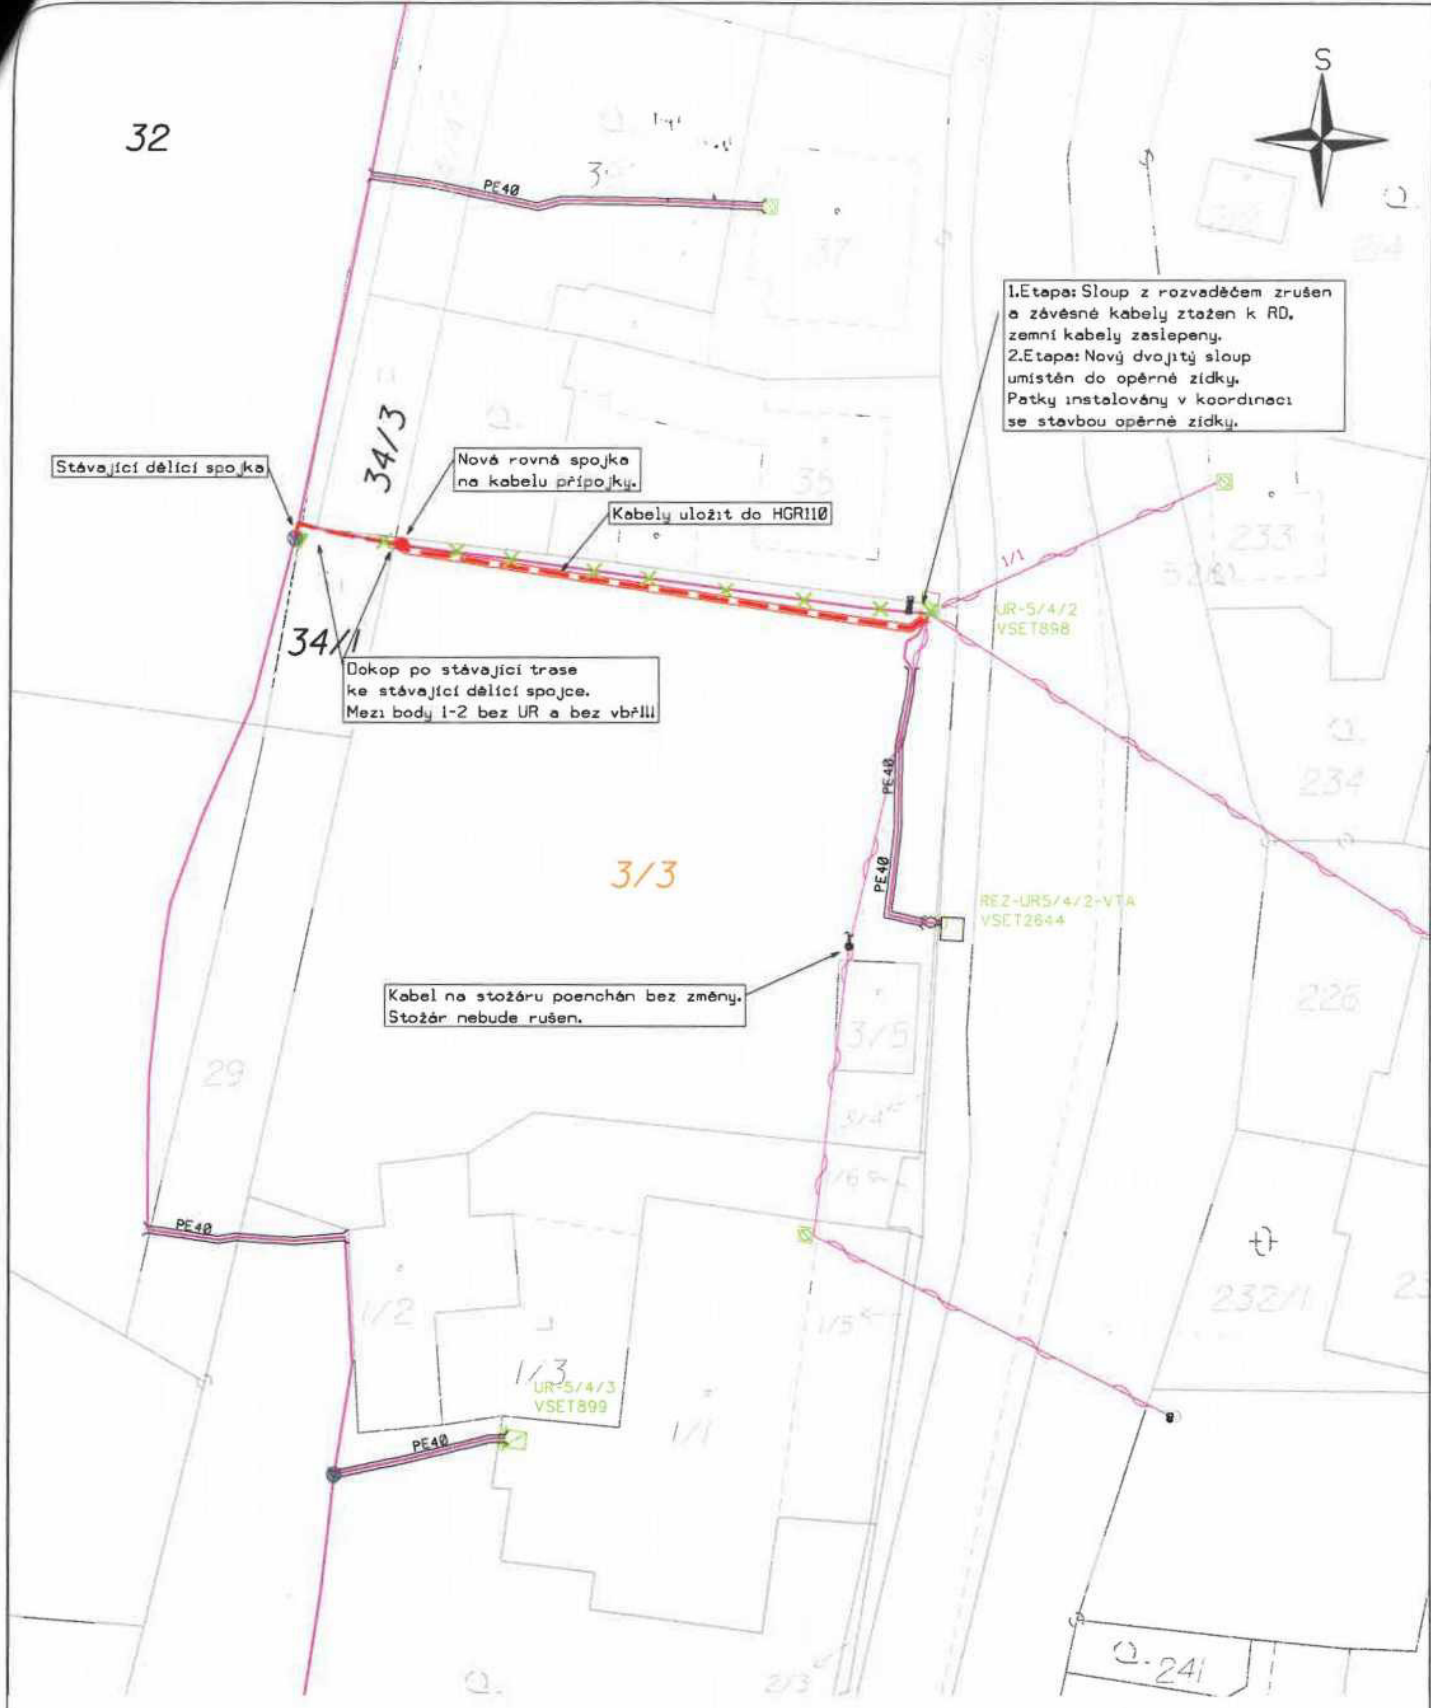 S
32
PE40
37
1.Etapa: Sloup z rozvaděčem zrušen
a závěsné kabely ztažen k RD,
zemní kabely zaslepeny.
2.Etapa: Nový dvojitý sloup
umístěn do opěrné zídky.
Patky instalovány v koordinaci
se stavbou opěrné zídky.
34/3
Stávající dělící spojka
Nová rovná spojka
na kabelu přípojky.
35
Kabely uložit do HGR110
1/1
233
UR-5/4/2
VSET898
34/1
Dokop po stávající trase
ke stávající dělící spojce.
Mezi body 1-2 bez UR a bez vbřIII
PE40
234
3/3
PE40
REZ-UR5/4/2-VTA
VSET2644
Kabel na stožáru poenchán bez změny.
Stožár nebude rušen.
226
3/5
29
3/4
1/6
PE40
1/2
232/1
1/5
1/3
UR-5/4/3
VSET899
1/1
PE40
241
2/3